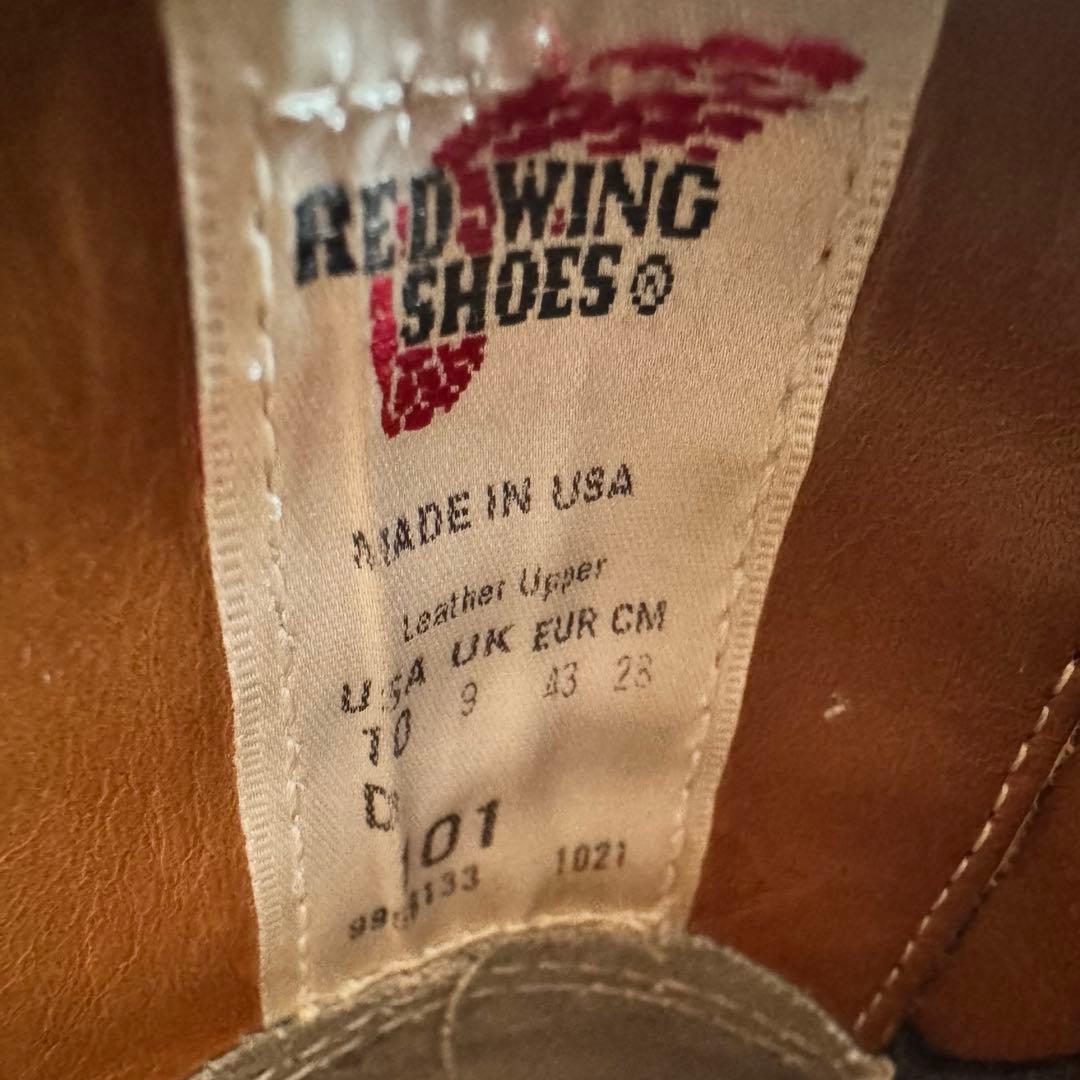 RED WING
SHOES®
MADE IN USA
Leather Upper
USA UK EUR CM
10 9 43 28
D
101
1021